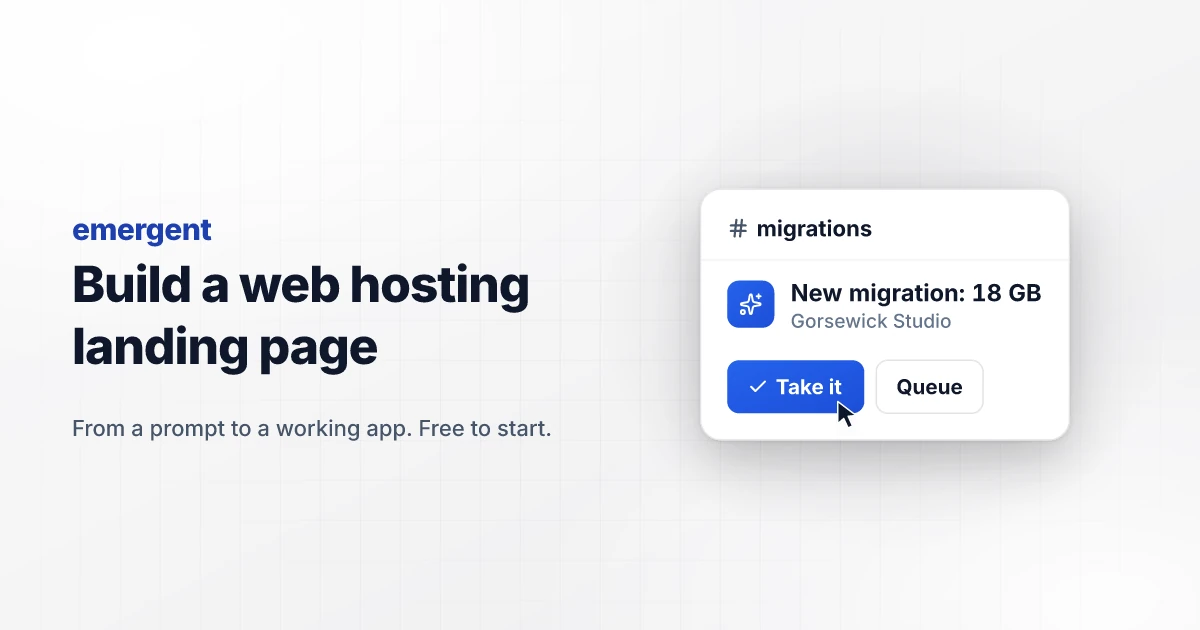 emergent
Build a web hosting
landing page
From a prompt to a working app. Free to start.
# migrations
New migration: 18 GB
Gorsewick Studio
Take it
Queue